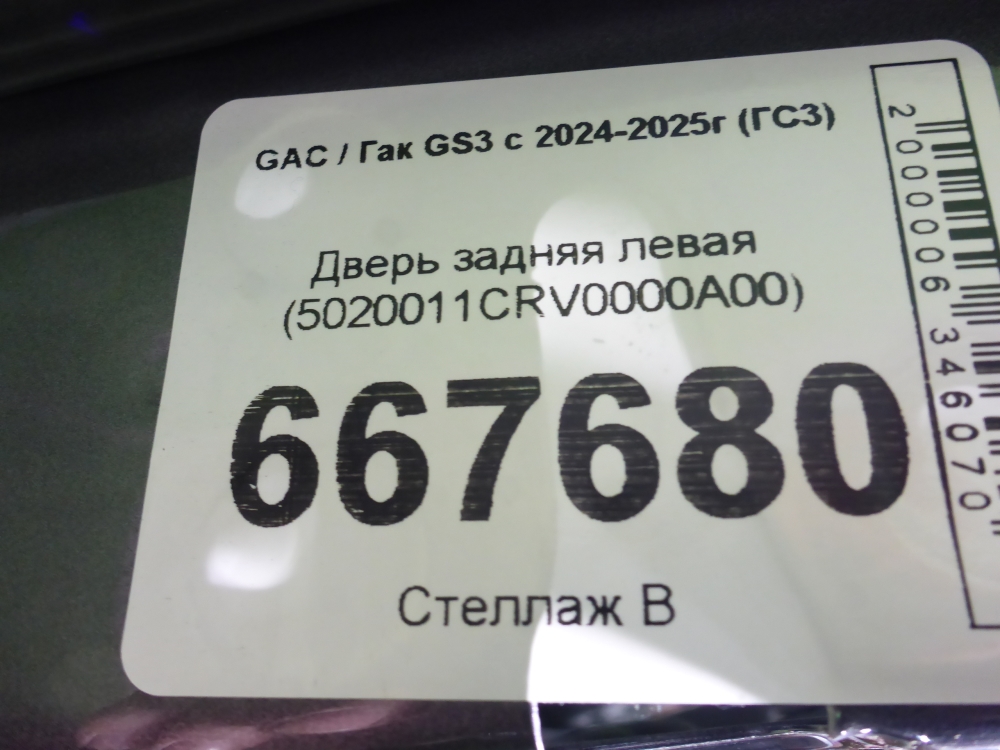 GAC / Гак GS3 с 2024-2025г (ГС3)
Дверь задняя левая
(5020011CRV0000A00)
667680
Стеллаж В
2000006346070